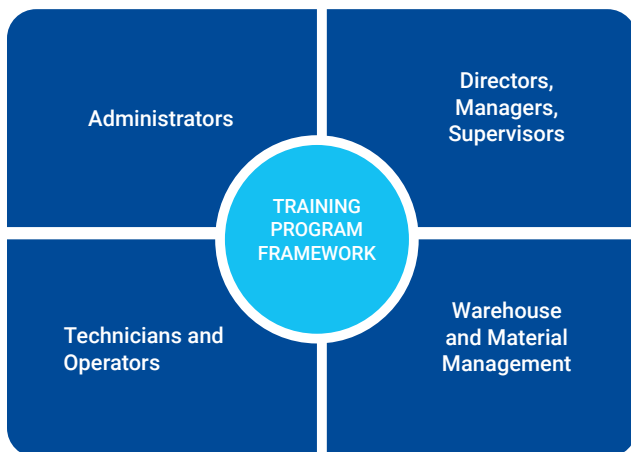 Administrators
Directors,
Managers,
Supervisors
TRAINING
PROGRAM
FRAMEWORK
Technicians and
Operators
Warehouse
and Material
Management